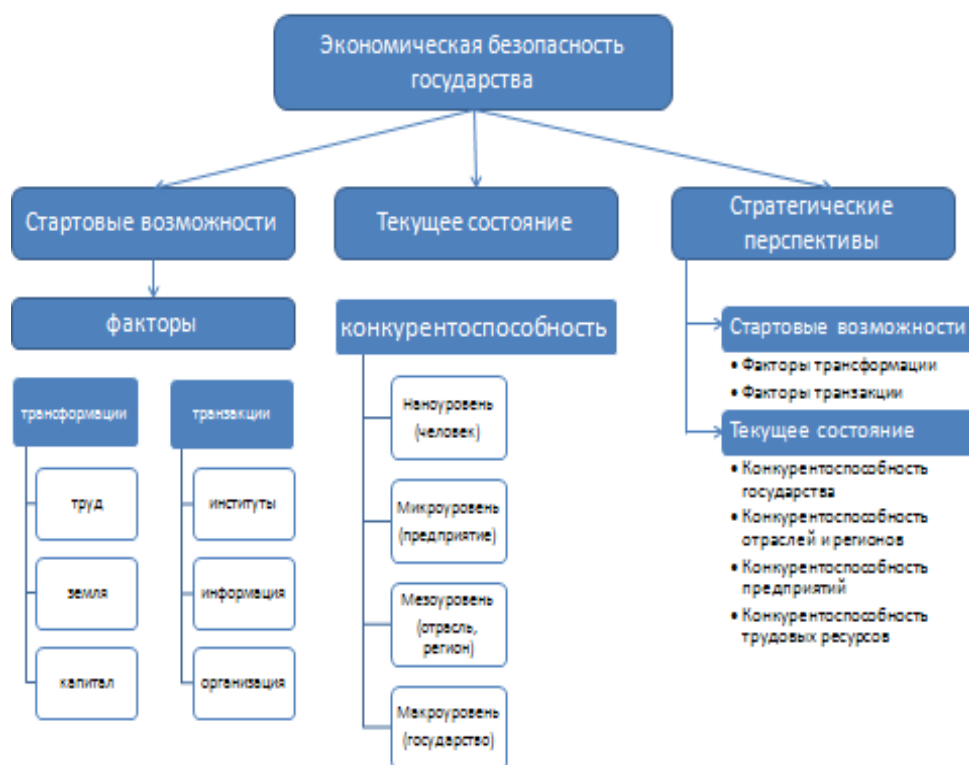 Экономическая безопасность
государства
Стартовые возможности
Текущее состояние
Стратегические
перспективы
факторы
трансформации
труд
земля
капитал
транзакции
институты
информация
организация
конкурентоспособность
Наноуровень
(человек)
Микроуровень
(предприятие)
Мезоуровень
(отрасль,
регион)
Макроуровень
(государство)
Стартовые возможности
• Факторы трансформации
• Факторы транзакции
Текущее состояние
• Конкурентоспособность
государства
• Конкурентоспособность
отраслей и регионов
• Конкурентоспособность
предприятий
• Конкурентоспособность
трудовых ресурсов